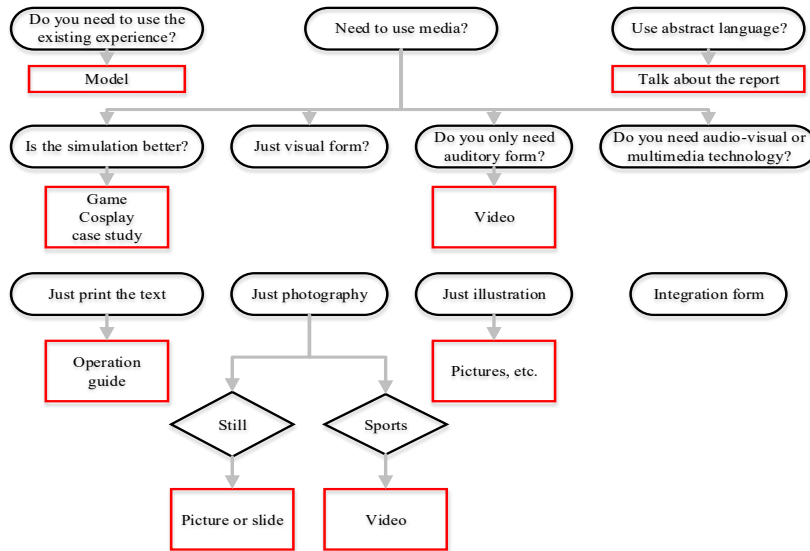 Do you need to use the
existing experience?
Need to use media?
Use abstract language?
Model
Talk about the report
Is the simulation better?
Just visual form?
Do you only need
auditory form?
Do you need audio-visual or
multimedia technology?
Game
Cosplay
case study
Video
Just print the text
Just photography
Just illustration
Integration form
Operation
guide
Pictures, etc.
Still
Sports
Picture or slide
Video